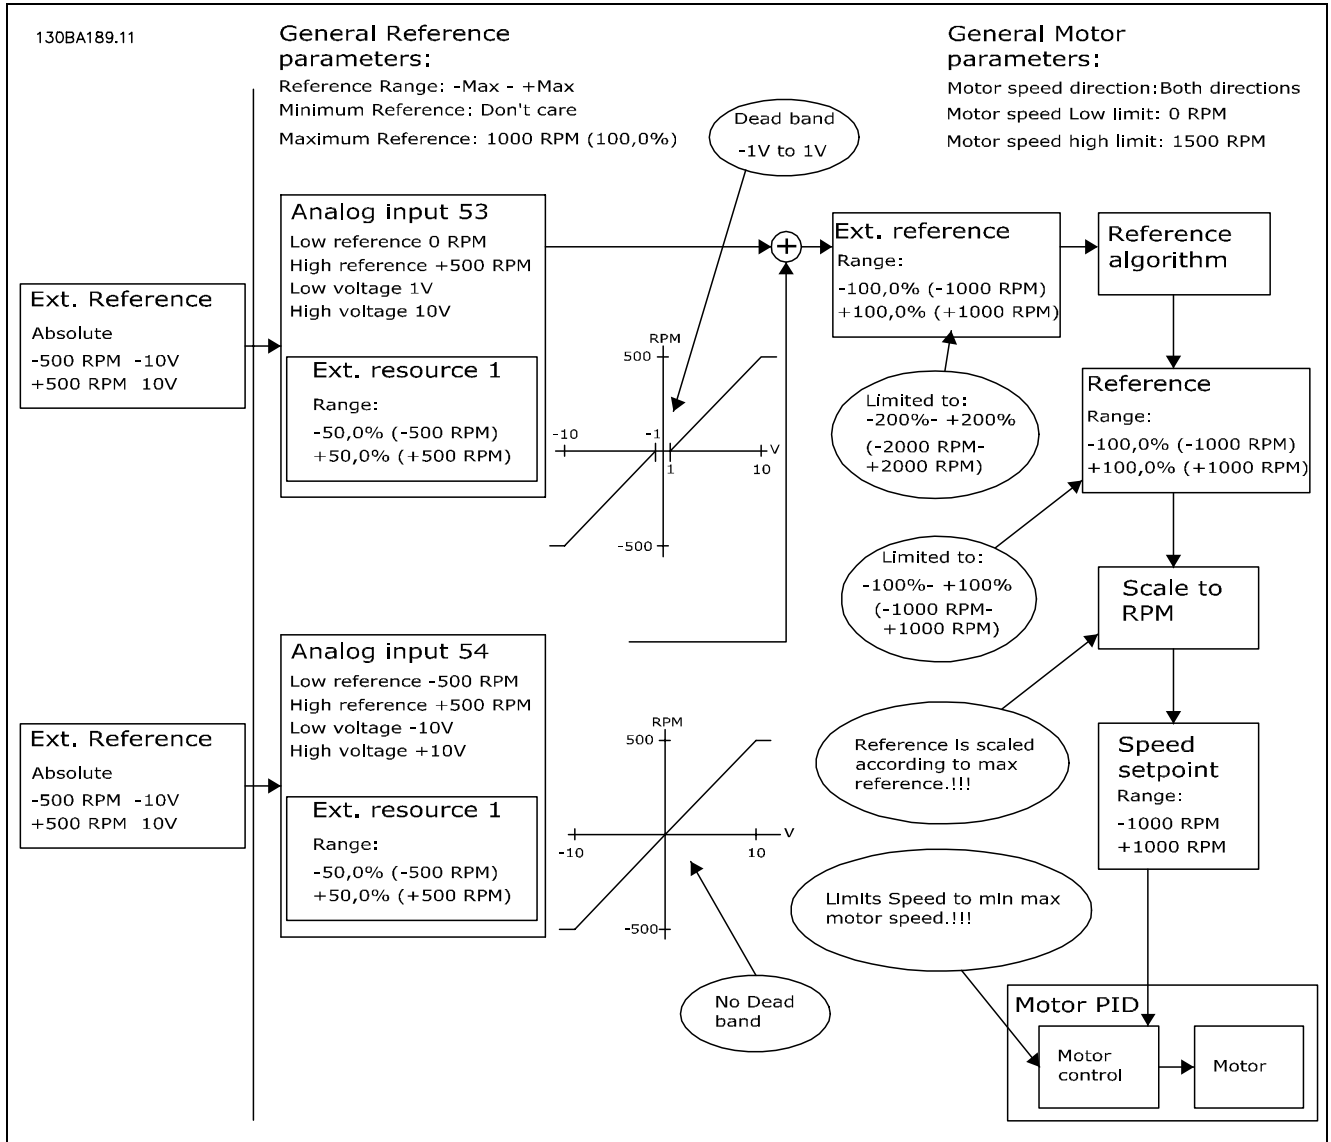 130BA189.11
General Reference
parameters:
Reference Range: -Max - +Max
Minimum Reference: Don't care
Maximum Reference: 1000 RPM (100,0%)
General Motor
parameters:
Motor speed direction:Both directions
Motor speed Low limit: 0 RPM
Motor speed high limit: 1500 RPM
Dead band
-1V to 1V
Ext. Reference
Absolute
-500 RPM -10V
+500 RPM 10V
Analog input 53
Low reference 0 RPM
High reference +500 RPM
Low voltage 1V
High voltage 10V
Ext. resource 1
Range:
-50,0% (-500 RPM)
+50,0% (+500 RPM)
RPM
500
-10
-1
V
1
10
-500
+
Ext. reference
Range:
-100,0% (-1000 RPM)
+100,0% (+1000 RPM)
Reference
algorithm
Limited to:
-200%- +200%
(-2000 RPM-
+2000 RPM)
Reference
Range:
-100,0% (-1000 RPM)
+100,0% (+1000 RPM)
Limited to:
-100%- +100%
(-1000 RPM-
+1000 RPM)
Scale to
RPM
Ext. Reference
Absolute
-500 RPM -10V
+500 RPM 10V
Analog input 54
Low reference -500 RPM
High reference +500 RPM
Low voltage -10V
High voltage +10V
Ext. resource 1
Range:
-50,0% (-500 RPM)
+50,0% (+500 RPM)
RPM
500
V
-10
10
-500
No Dead
band
Reference Is scaled
according to max
reference.!!!
Speed
setpoint
Range:
-1000 RPM
+1000 RPM
LImIts Speed to mIn max
motor speed.!!!
Motor PID
Motor
control
Motor